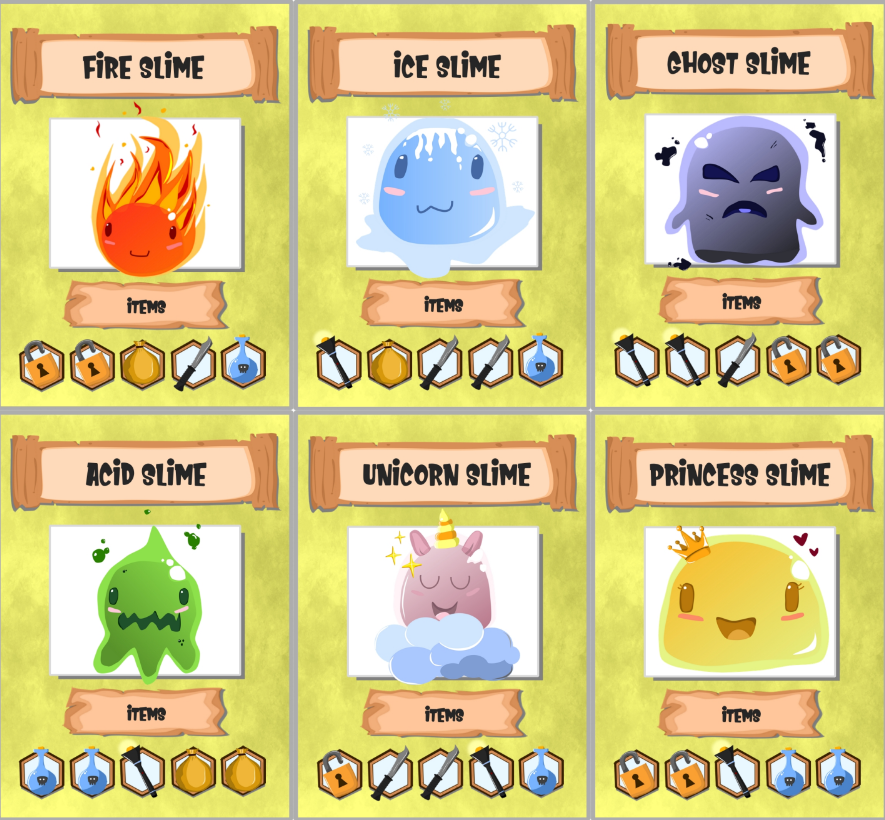 FIRE SLIME
ICE SLIME
GHOST SLIME
ITEMS
ITEMS
ITEMS
ACID SLIME
UNICORN SLIME
PRINCESS SLIME
ITEMS
ITEMS
ITEMS